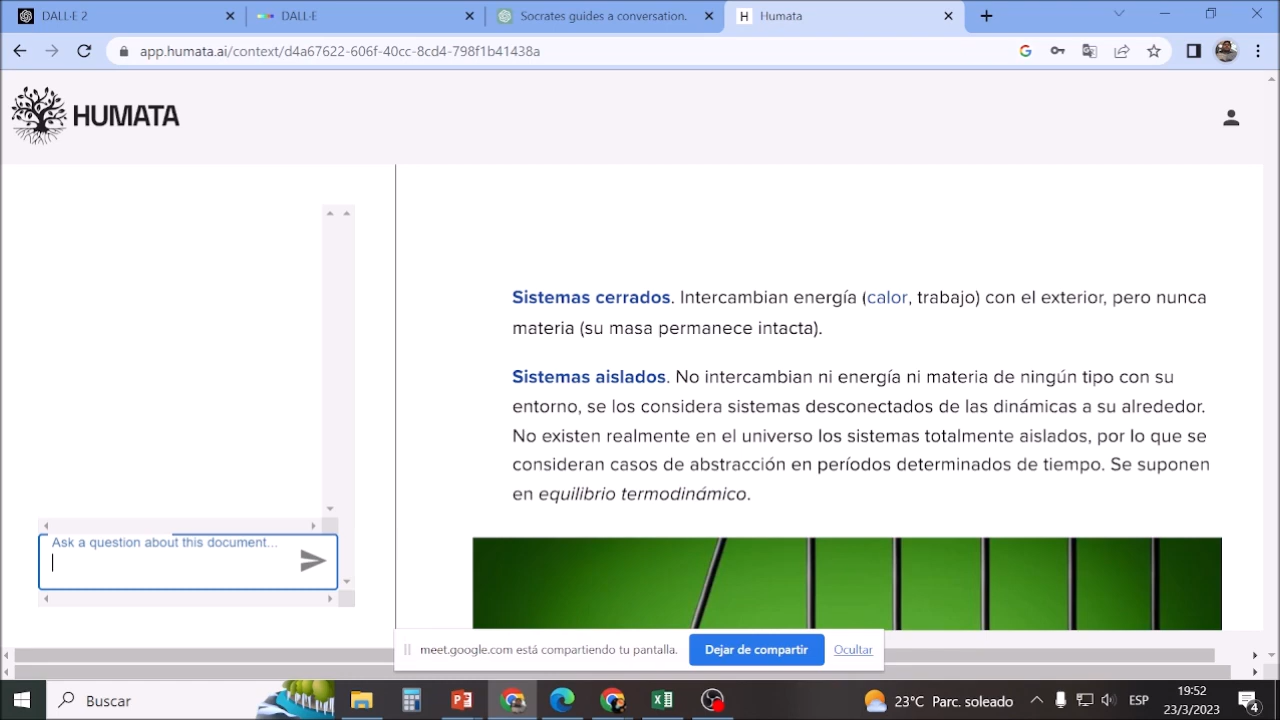 DALL·E 2
DALL·E
Socrates guides a conversation.
H Humata
app.humata.ai/context/d4a67622-606f-40cc-8cd4-798f1b41438a
HUMATA
Sistemas cerrados. Intercambian energía (calor, trabajo) con el exterior, pero nunca
materia (su masa permanece intacta).
Sistemas aislados. No intercambian ni energía ni materia de ningún tipo con su
entorno, se los considera sistemas desconectados de las dinámicas a su alrededor.
No existen realmente en el universo los sistemas totalmente aislados, por lo que se
consideran casos de abstracción en períodos determinados de tiempo. Se suponen
en equilibrio termodinámico.
Ask a question about this document...
meet.google.com está compartiendo tu pantalla.
Dejar de compartir
Ocultar
Buscar
23°C Parc. soleado
ESP
19:52
23/3/2023
4